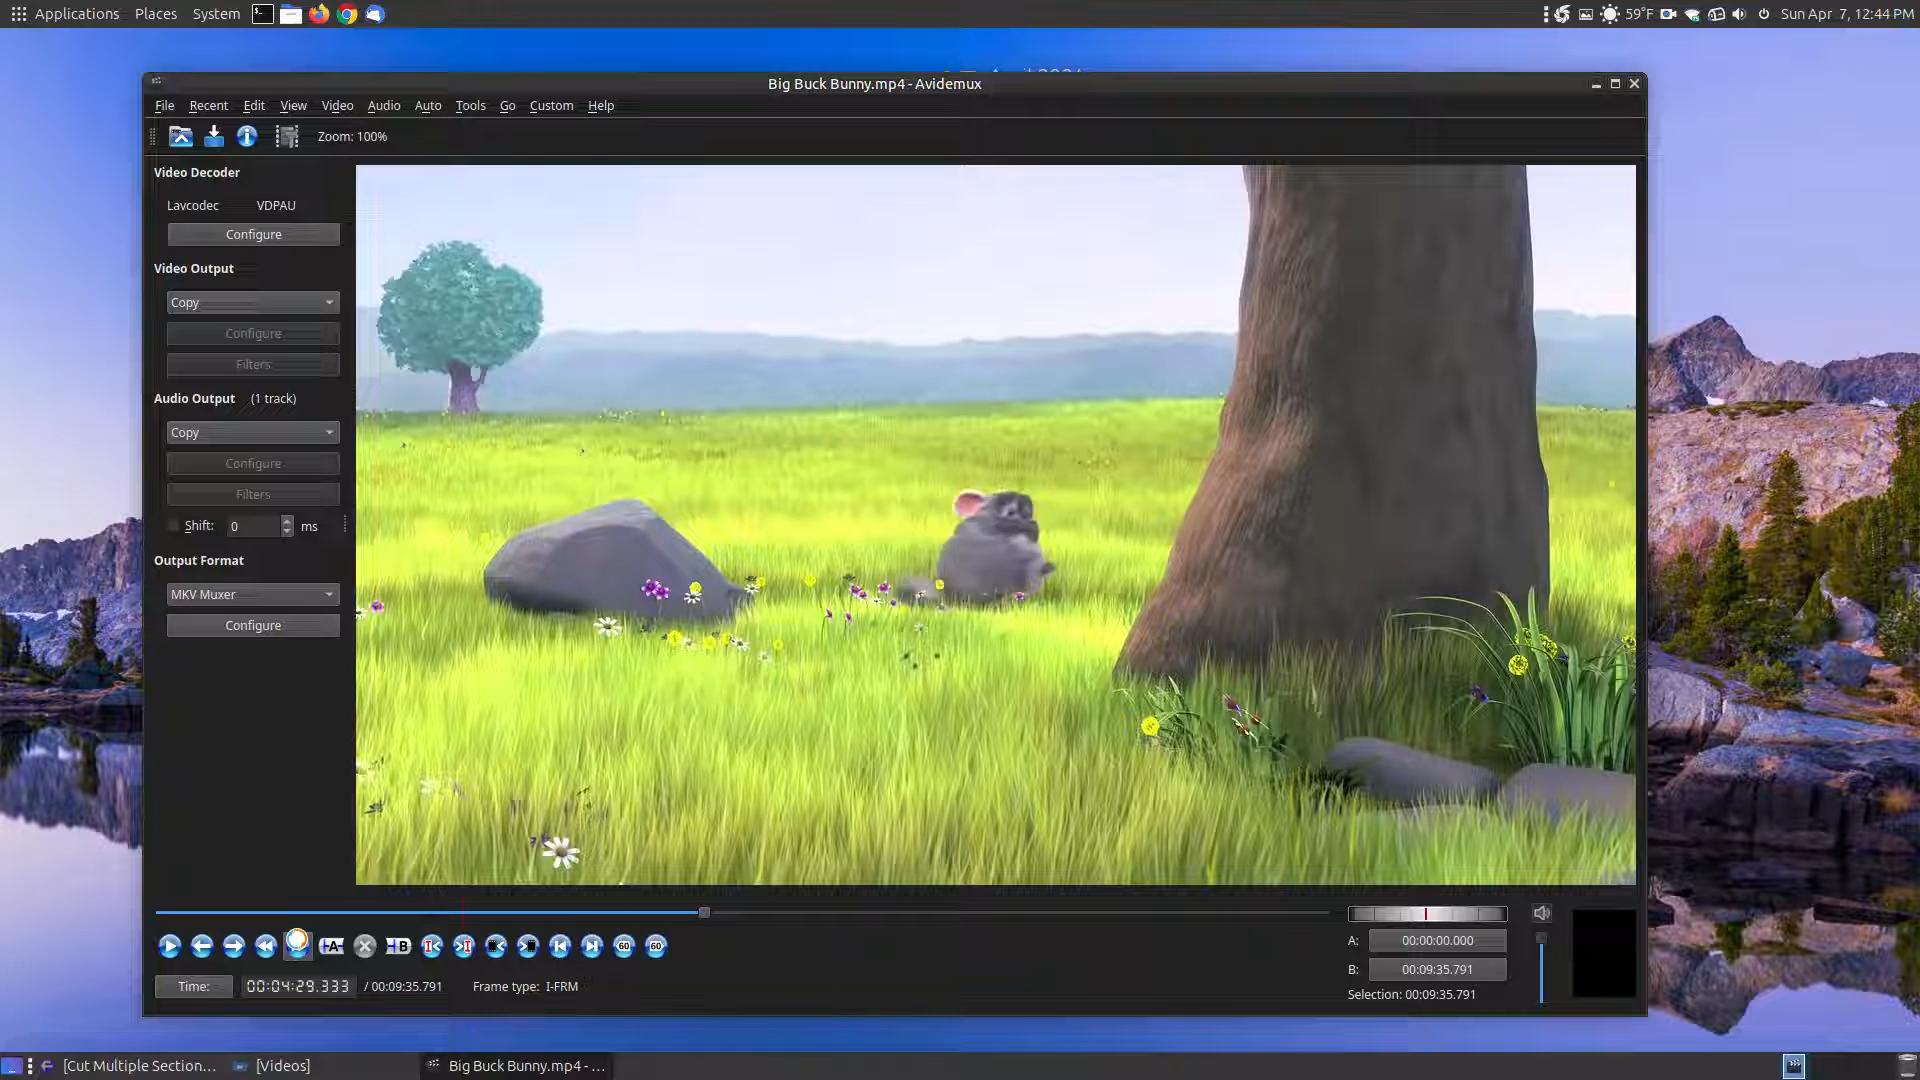 Applications Places System 59°F Sun Apr 7, 12:44 PM
Big Buck Bunny.mp4 - Avidemux
File Recent Edit View Video Audio Auto Tools Go Custom Help
Zoom: 100%
Video Decoder
Lavcodec VDPAU
Configure
Video Output
Copy
Configure
Filters
Audio Output (1 track)
Copy
Configure
Filters
Shift: 0 ms
Output Format
MKV Muxer
Configure
A B 60 60
A: 00:00:00.000
B: 00:09:35.791
Time: 00:04:29.333 / 00:09:35.791 Frame type: I-FRM
Selection: 00:09:35.791
[Cut Multiple Section... [Videos] Big Buck Bunny.mp4 - ...